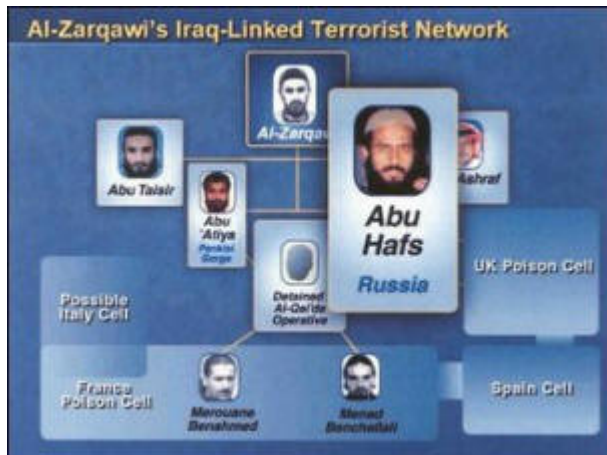 Al-Zarqawi's Iraq-Linked Terrorist Network
Al-Zarqaw
Abu Taisir
Abu
'Atiya
Pankisi
Gorge
Abu
Hafs
Russia
Ashraf
Detained
Al-Qa'ida
Operative
UK Poison Cell
Possible
Italy Cell
France
Poison Cell
Merouane
Benahmed
Menad
Benchellali
Spain Cell